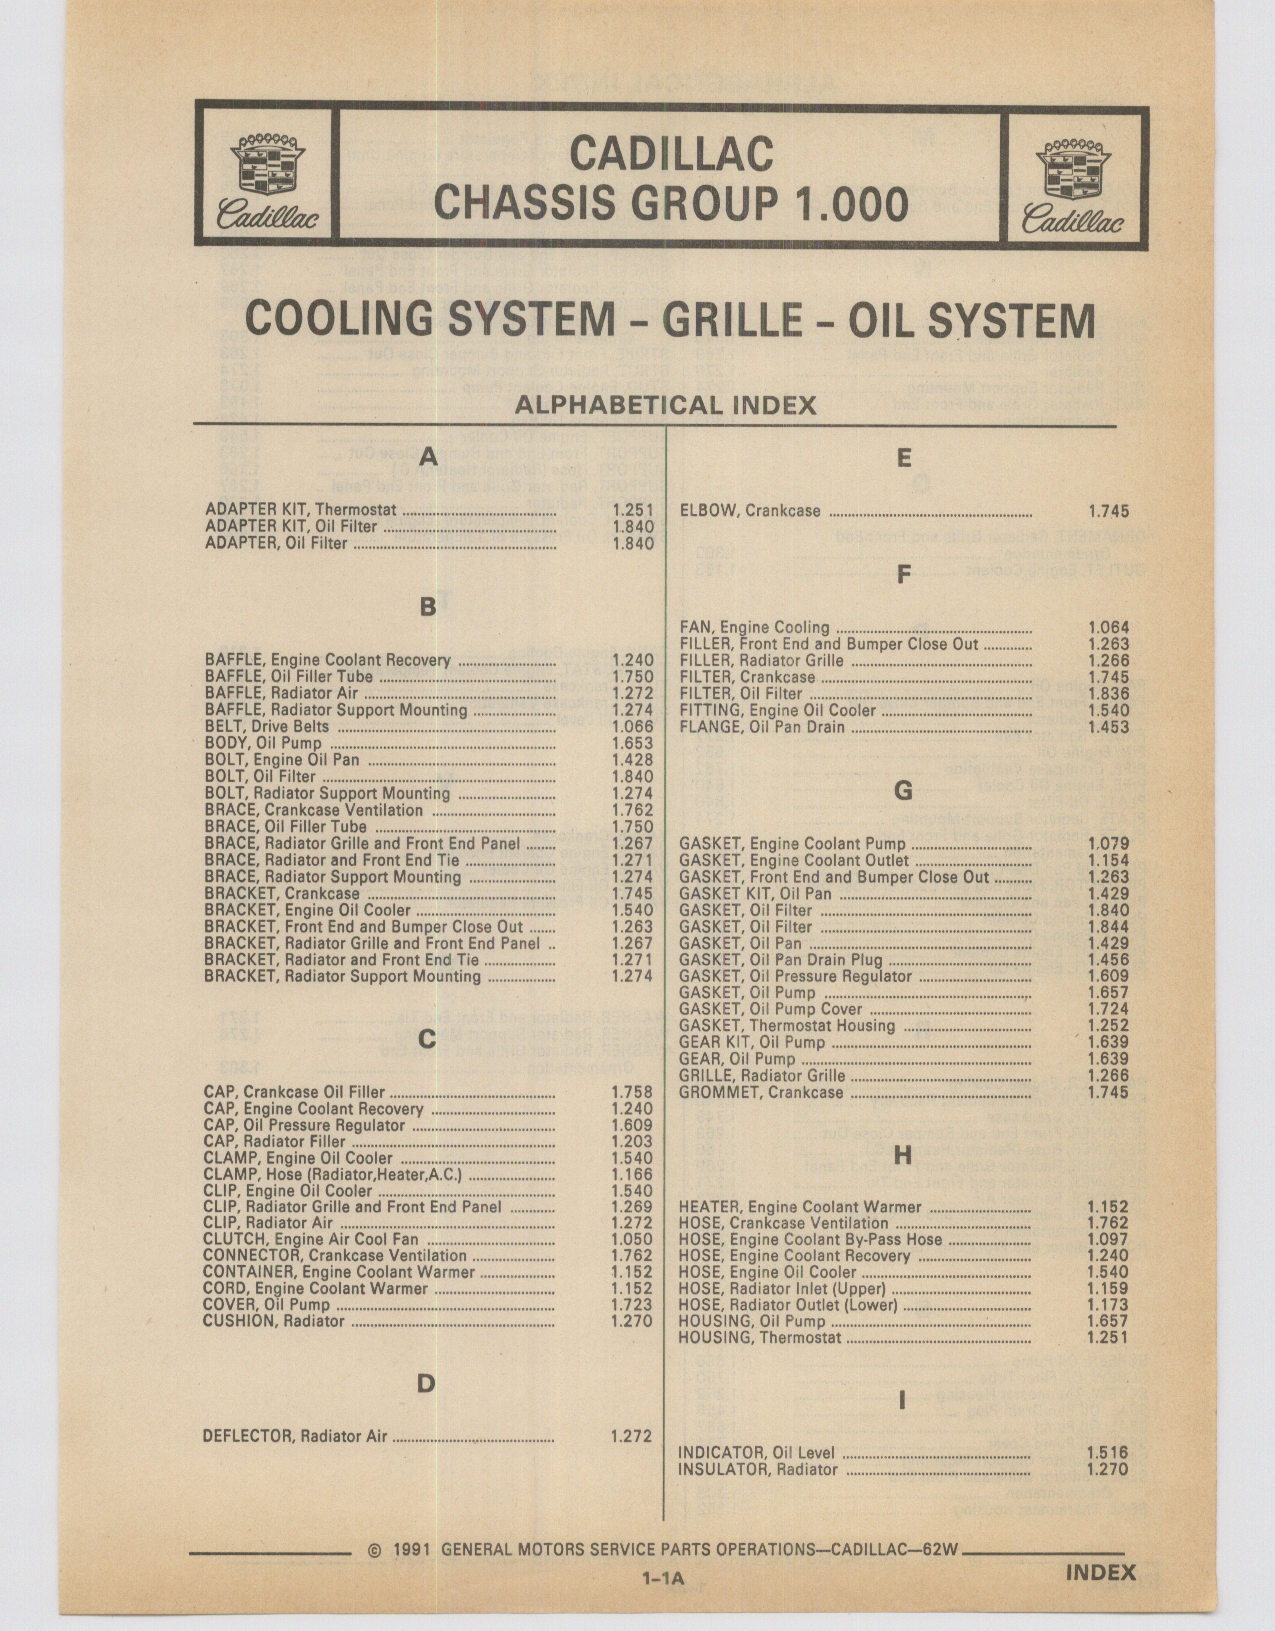 CADILLAC
CHASSIS GROUP 1.000
Cadillac
Cadillac
COOLING SYSTEM – GRILLE – OIL SYSTEM
ALPHABETICAL INDEX
A
ADAPTER KIT, Thermostat 1.251
ADAPTER KIT, Oil Filter 1.840
ADAPTER, Oil Filter 1.840
B
BAFFLE, Engine Coolant Recovery 1.240
BAFFLE, Oil Filler Tube 1.750
BAFFLE, Radiator Air 1.272
BAFFLE, Radiator Support Mounting 1.274
BELT, Drive Belts 1.066
BODY, Oil Pump 1.653
BOLT, Engine Oil Pan 1.428
BOLT, Oil Filter 1.840
BOLT, Radiator Support Mounting 1.274
BRACE, Crankcase Ventilation 1.762
BRACE, Oil Filler Tube 1.750
BRACE, Radiator Grille and Front End Panel 1.267
BRACE, Radiator and Front End Tie 1.271
BRACE, Radiator Support Mounting 1.274
BRACKET, Crankcase 1.745
BRACKET, Engine Oil Cooler 1.540
BRACKET, Front End and Bumper Close Out 1.263
BRACKET, Radiator Grille and Front End Panel 1.267
BRACKET, Radiator and Front End Tie 1.271
BRACKET, Radiator Support Mounting 1.274
C
CAP, Crankcase Oil Filler 1.758
CAP, Engine Coolant Recovery 1.240
CAP, Oil Pressure Regulator 1.609
CAP, Radiator Filler 1.203
CLAMP, Engine Oil Cooler 1.540
CLAMP, Hose (Radiator,Heater,A.C.) 1.166
CLIP, Engine Oil Cooler 1.540
CLIP, Radiator Grille and Front End Panel 1.269
CLIP, Radiator Air 1.272
CLUTCH, Engine Air Cool Fan 1.050
CONNECTOR, Crankcase Ventilation 1.762
CONTAINER, Engine Coolant Warmer 1.152
CORD, Engine Coolant Warmer 1.152
COVER, Oil Pump 1.723
CUSHION, Radiator 1.270
D
DEFLECTOR, Radiator Air 1.272
E
ELBOW, Crankcase 1.745
F
FAN, Engine Cooling 1.064
FILLER, Front End and Bumper Close Out 1.263
FILLER, Radiator Grille 1.266
FILTER, Crankcase 1.745
FILTER, Oil Filter 1.836
FITTING, Engine Oil Cooler 1.540
FLANGE, Oil Pan Drain 1.453
G
GASKET, Engine Coolant Pump 1.079
GASKET, Engine Coolant Outlet 1.154
GASKET, Front End and Bumper Close Out 1.263
GASKET KIT, Oil Pan 1.429
GASKET, Oil Filter 1.840
GASKET, Oil Filter 1.844
GASKET, Oil Pan 1.429
GASKET, Oil Pan Drain Plug 1.456
GASKET, Oil Pressure Regulator 1.609
GASKET, Oil Pump 1.657
GASKET, Oil Pump Cover 1.724
GASKET, Thermostat Housing 1.252
GEAR KIT, Oil Pump 1.639
GEAR, Oil Pump 1.639
GRILLE, Radiator Grille 1.266
GROMMET, Crankcase 1.745
H
HEATER, Engine Coolant Warmer 1.152
HOSE, Crankcase Ventilation 1.762
HOSE, Engine Coolant By-Pass Hose 1.097
HOSE, Engine Coolant Recovery 1.240
HOSE, Engine Oil Cooler 1.540
HOSE, Radiator Inlet (Upper) 1.159
HOSE, Radiator Outlet (Lower) 1.173
HOUSING, Oil Pump 1.657
HOUSING, Thermostat 1.251
I
INDICATOR, Oil Level 1.516
INSULATOR, Radiator 1.270
© 1991 GENERAL MOTORS SERVICE PARTS OPERATIONS—CADILLAC—62W
1–1A
INDEX